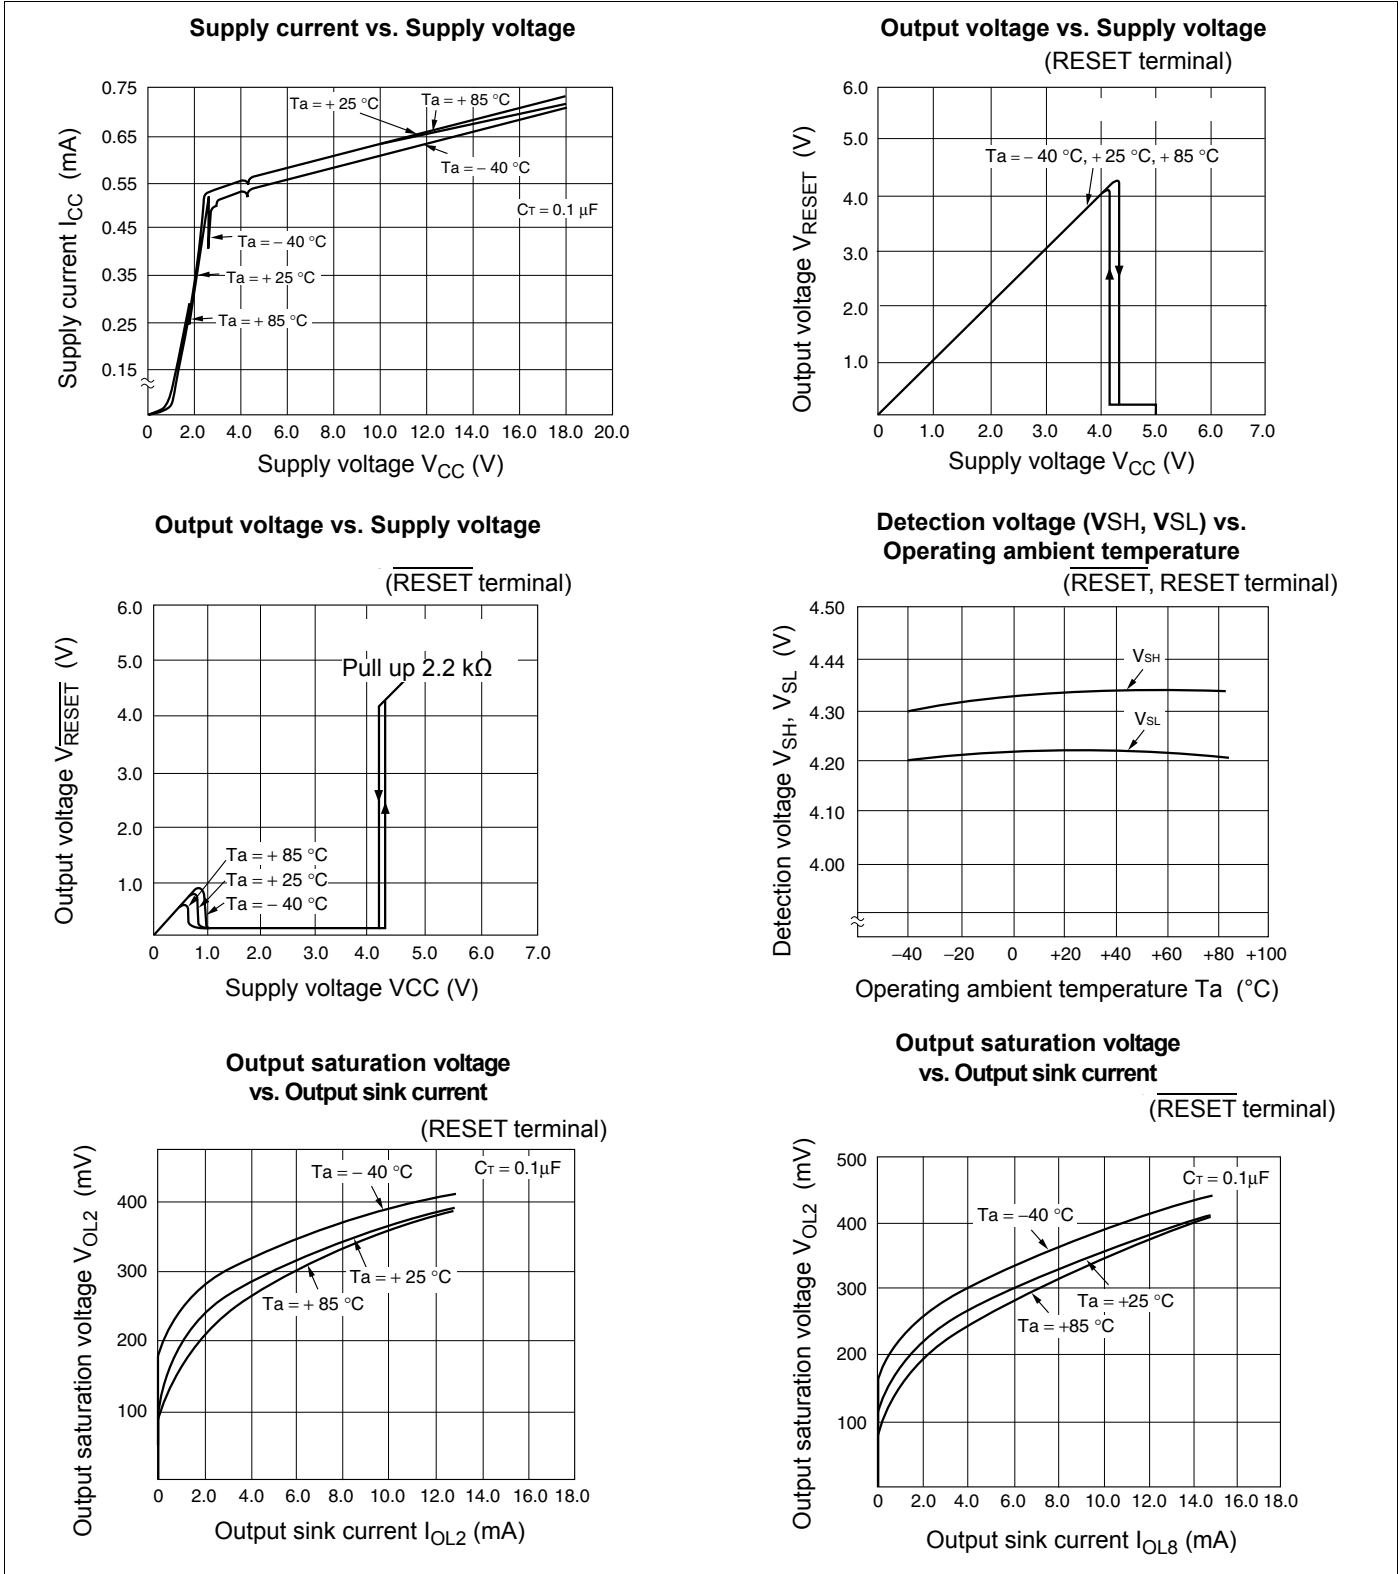 Supply current vs. Supply voltage
Supply current ICC (mA)
0.75
0.65
0.55
0.45
0.35
0.25
0.15
Ta = + 25 °C
Ta = + 85 °C
Ta = – 40 °C
CT = 0.1 μF
Ta = – 40 °C
Ta = + 25 °C
Ta = + 85 °C
0 2.0 4.0 6.0 8.0 10.0 12.0 14.0 16.0 18.0 20.0
Supply voltage VCC (V)
Output voltage vs. Supply voltage
(RESET terminal)
Output voltage VRESET (V)
6.0
5.0
4.0
3.0
2.0
1.0
Ta = – 40 °C, + 25 °C, + 85 °C
0 1.0 2.0 3.0 4.0 5.0 6.0 7.0
Supply voltage VCC (V)
Output voltage vs. Supply voltage
(RESET terminal)
Output voltage VRESET (V)
6.0
5.0
4.0
3.0
2.0
1.0
Pull up 2.2 kΩ
Ta = + 85 °C
Ta = + 25 °C
Ta = – 40 °C
0 1.0 2.0 3.0 4.0 5.0 6.0 7.0
Supply voltage VCC (V)
Detection voltage (VSH, VSL) vs.
Operating ambient temperature
(RESET, RESET terminal)
Detection voltage VSH, VSL (V)
4.50
4.44
4.30
4.20
4.10
4.00
VSH
VSL
–40 –20 0 +20 +40 +60 +80 +100
Operating ambient temperature Ta (°C)
Output saturation voltage
vs. Output sink current
(RESET terminal)
Output saturation voltage VOL2 (mV)
400
300
200
100
Ta = – 40 °C
CT = 0.1μF
Ta = + 25 °C
Ta = + 85 °C
0 2.0 4.0 6.0 8.0 10.0 12.0 14.0 16.0 18.0
Output sink current IOL2 (mA)
Output saturation voltage
vs. Output sink current
(RESET terminal)
Output saturation voltage VOL2 (mV)
500
400
300
200
100
CT = 0.1μF
Ta = –40 °C
Ta = +25 °C
Ta = +85 °C
0 2.0 4.0 6.0 8.0 10.0 12.0 14.0 16.0 18.0
Output sink current IOL8 (mA)